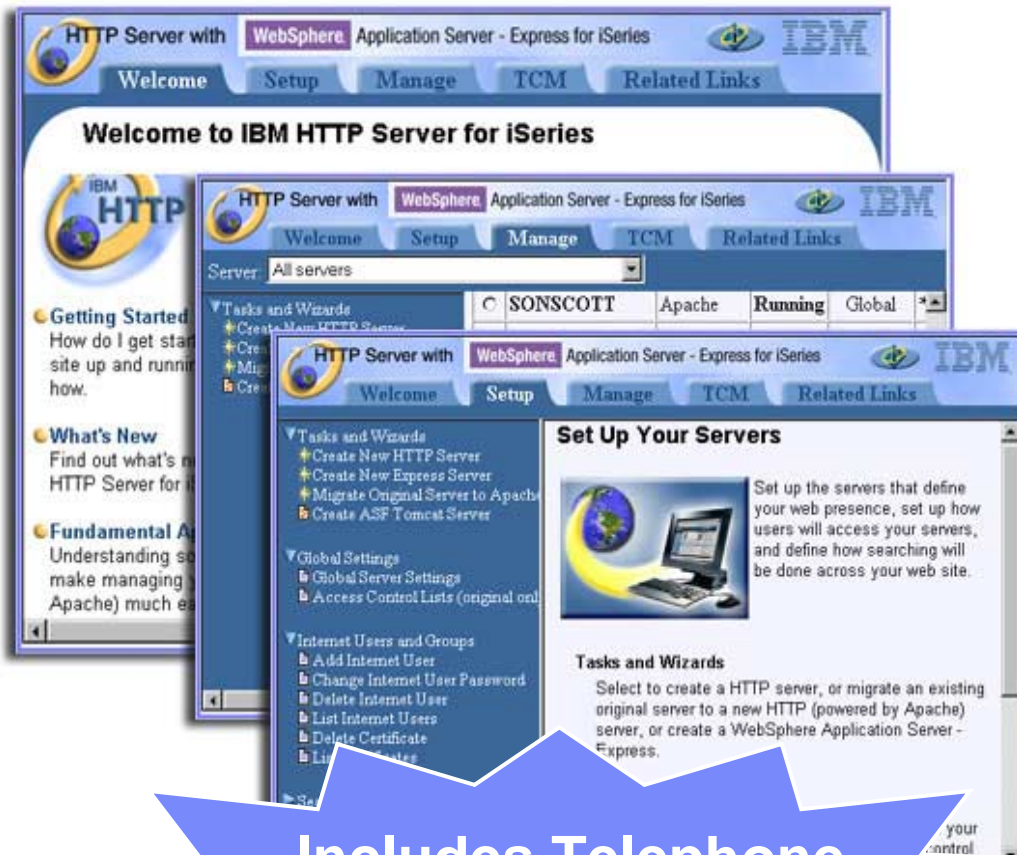 HTTP Server with WebSphere Application Server - Express for iSeries IBM
Welcome Setup Manage TCM Related Links
Welcome to IBM HTTP Server for iSeries
IBM
HTTP
Getting Started
How do I get
site up and
how.
What's New
Find out what's
HTTP Server for
Fundamental
Understanding
make managing
Apache) much
HTTP Server with WebSphere Application Server - Express for iSeries IBM
Welcome Setup Manage TCM Related Links
Server: All servers
Tasks and Wizards
Create New HTTP Server
SONSCOTT Apache Running Global *
HTTP Server with WebSphere Application Server - Express for iSeries IBM
Welcome Setup Manage TCM Related Links
Tasks and Wizards
Create New HTTP Server
Create New Express Server
Migrate Original Server to Apache
Create ASF Tomcat Server
Global Settings
Global Server Settings
Access Control Lists (original
Internet Users and Groups
Add Internet User
Change Internet User Password
Delete Internet User
List Internet Users
Delete Certificate
Set Up Your Servers
Set up the servers that define
your web presence, set up how
users will access your servers,
and define how searching will
be done across your web site.
Tasks and Wizards
Select to create a HTTP server, or migrate an existing
original server to a new HTTP (powered by Apache)
server, or create a WebSphere Application Server -
Express.
your
control
Includes Telephone